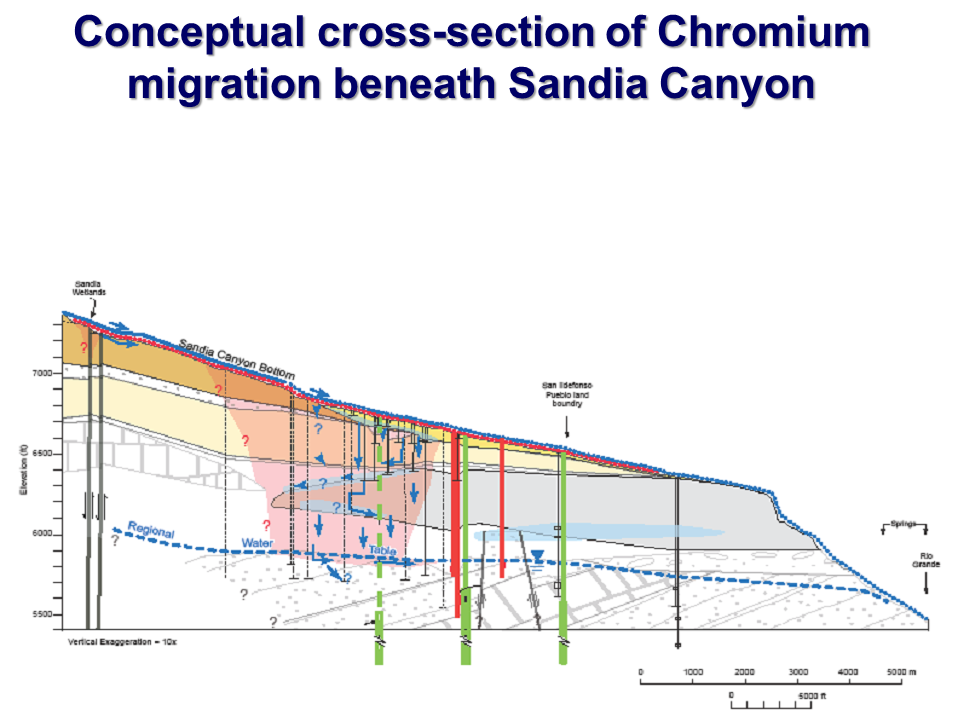 Conceptual cross-section of Chromium
migration beneath Sandia Canyon
Sandia
Wetlands
Sandia Canyon Bottom
San Ildefonso
Pueblo land
boundry
7000
6500
6000
5500
Elevation (ft)
?
?
?
?
?
?
?
?
?
?
?
?
Regional
Water
Table
Springs
Rio
Grande
Vertical Exaggeration = 10x
0 1000 2000 3000 4000 5000 m
0 5000 ft